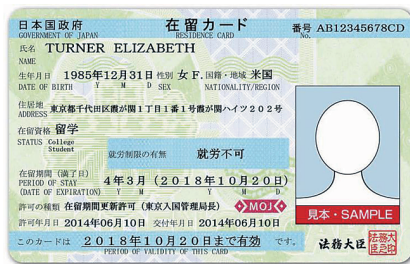 日本国政府 在留カード 番号 AB12345678CD
GOVERNMENT OF JAPAN RESIDENCE CARD No.
氏名 TURNER ELIZABETH
NAME
生年月日 1985年12月31日 性別 女 F. 国籍・地域 米国
DATE OF BIRTH Y M D SEX NATIONALITY/REGION
住居地 東京都千代田区霞が関1丁目1番1号霞が関ハイツ202号
ADDRESS
在留資格 留学
STATUS College Student
就労制限の有無 就労不可
在留期間(満了日) 4年3月(2018年10月20日)
PERIOD OF STAY
(DATE OF EXPIRATION) Y M Y M D
許可の種類 在留期間更新許可(東京入国管理局長) MOJ
許可年月日 2014年06月10日 交付年月日 2014年06月10日
このカードは 2018年10月20日まで有効 です。
PERIOD OF VALIDITY OF THIS CARD
見本・SAMPLE
法務大臣